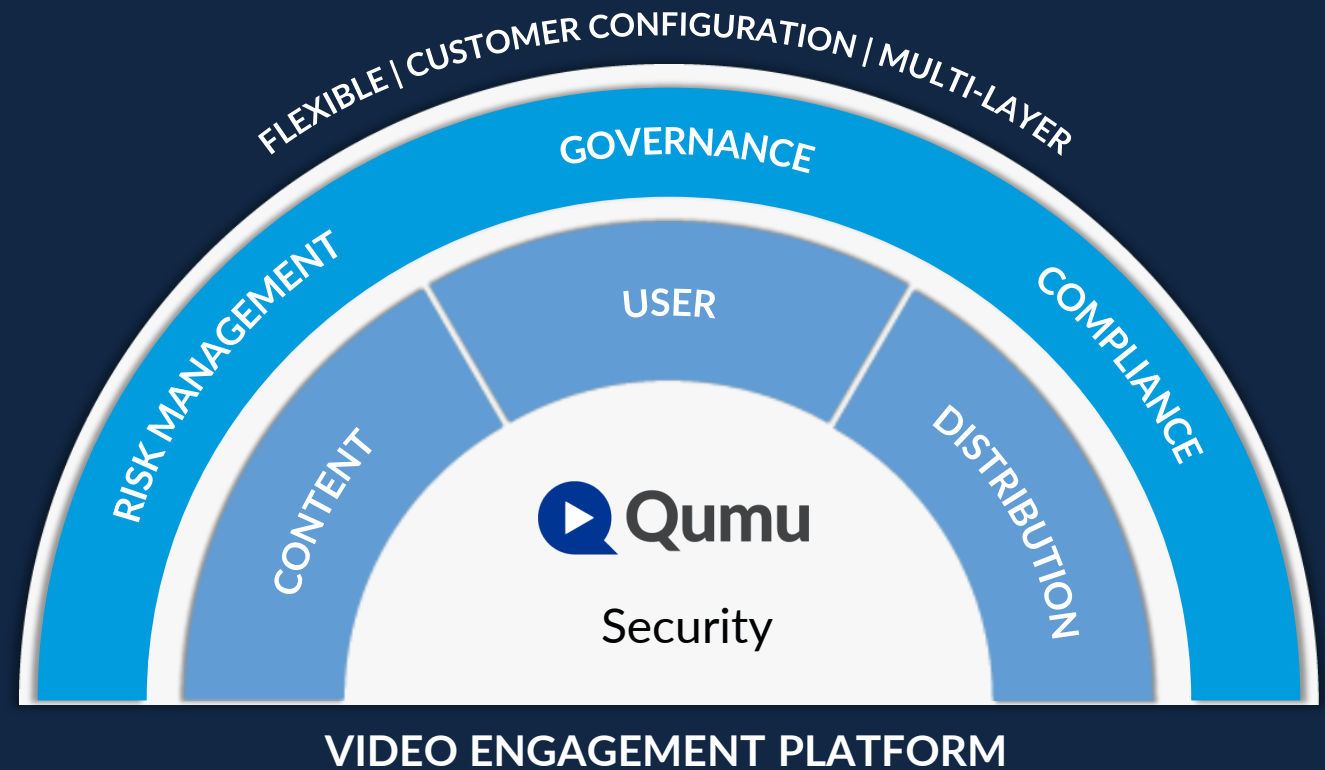 FLEXIBLE | CUSTOMER CONFIGURATION | MULTI-LAYER
GOVERNANCE
RISK MANAGEMENT
COMPLIANCE
USER
CONTENT
DISTRIBUTION
Qumu
Security
VIDEO ENGAGEMENT PLATFORM